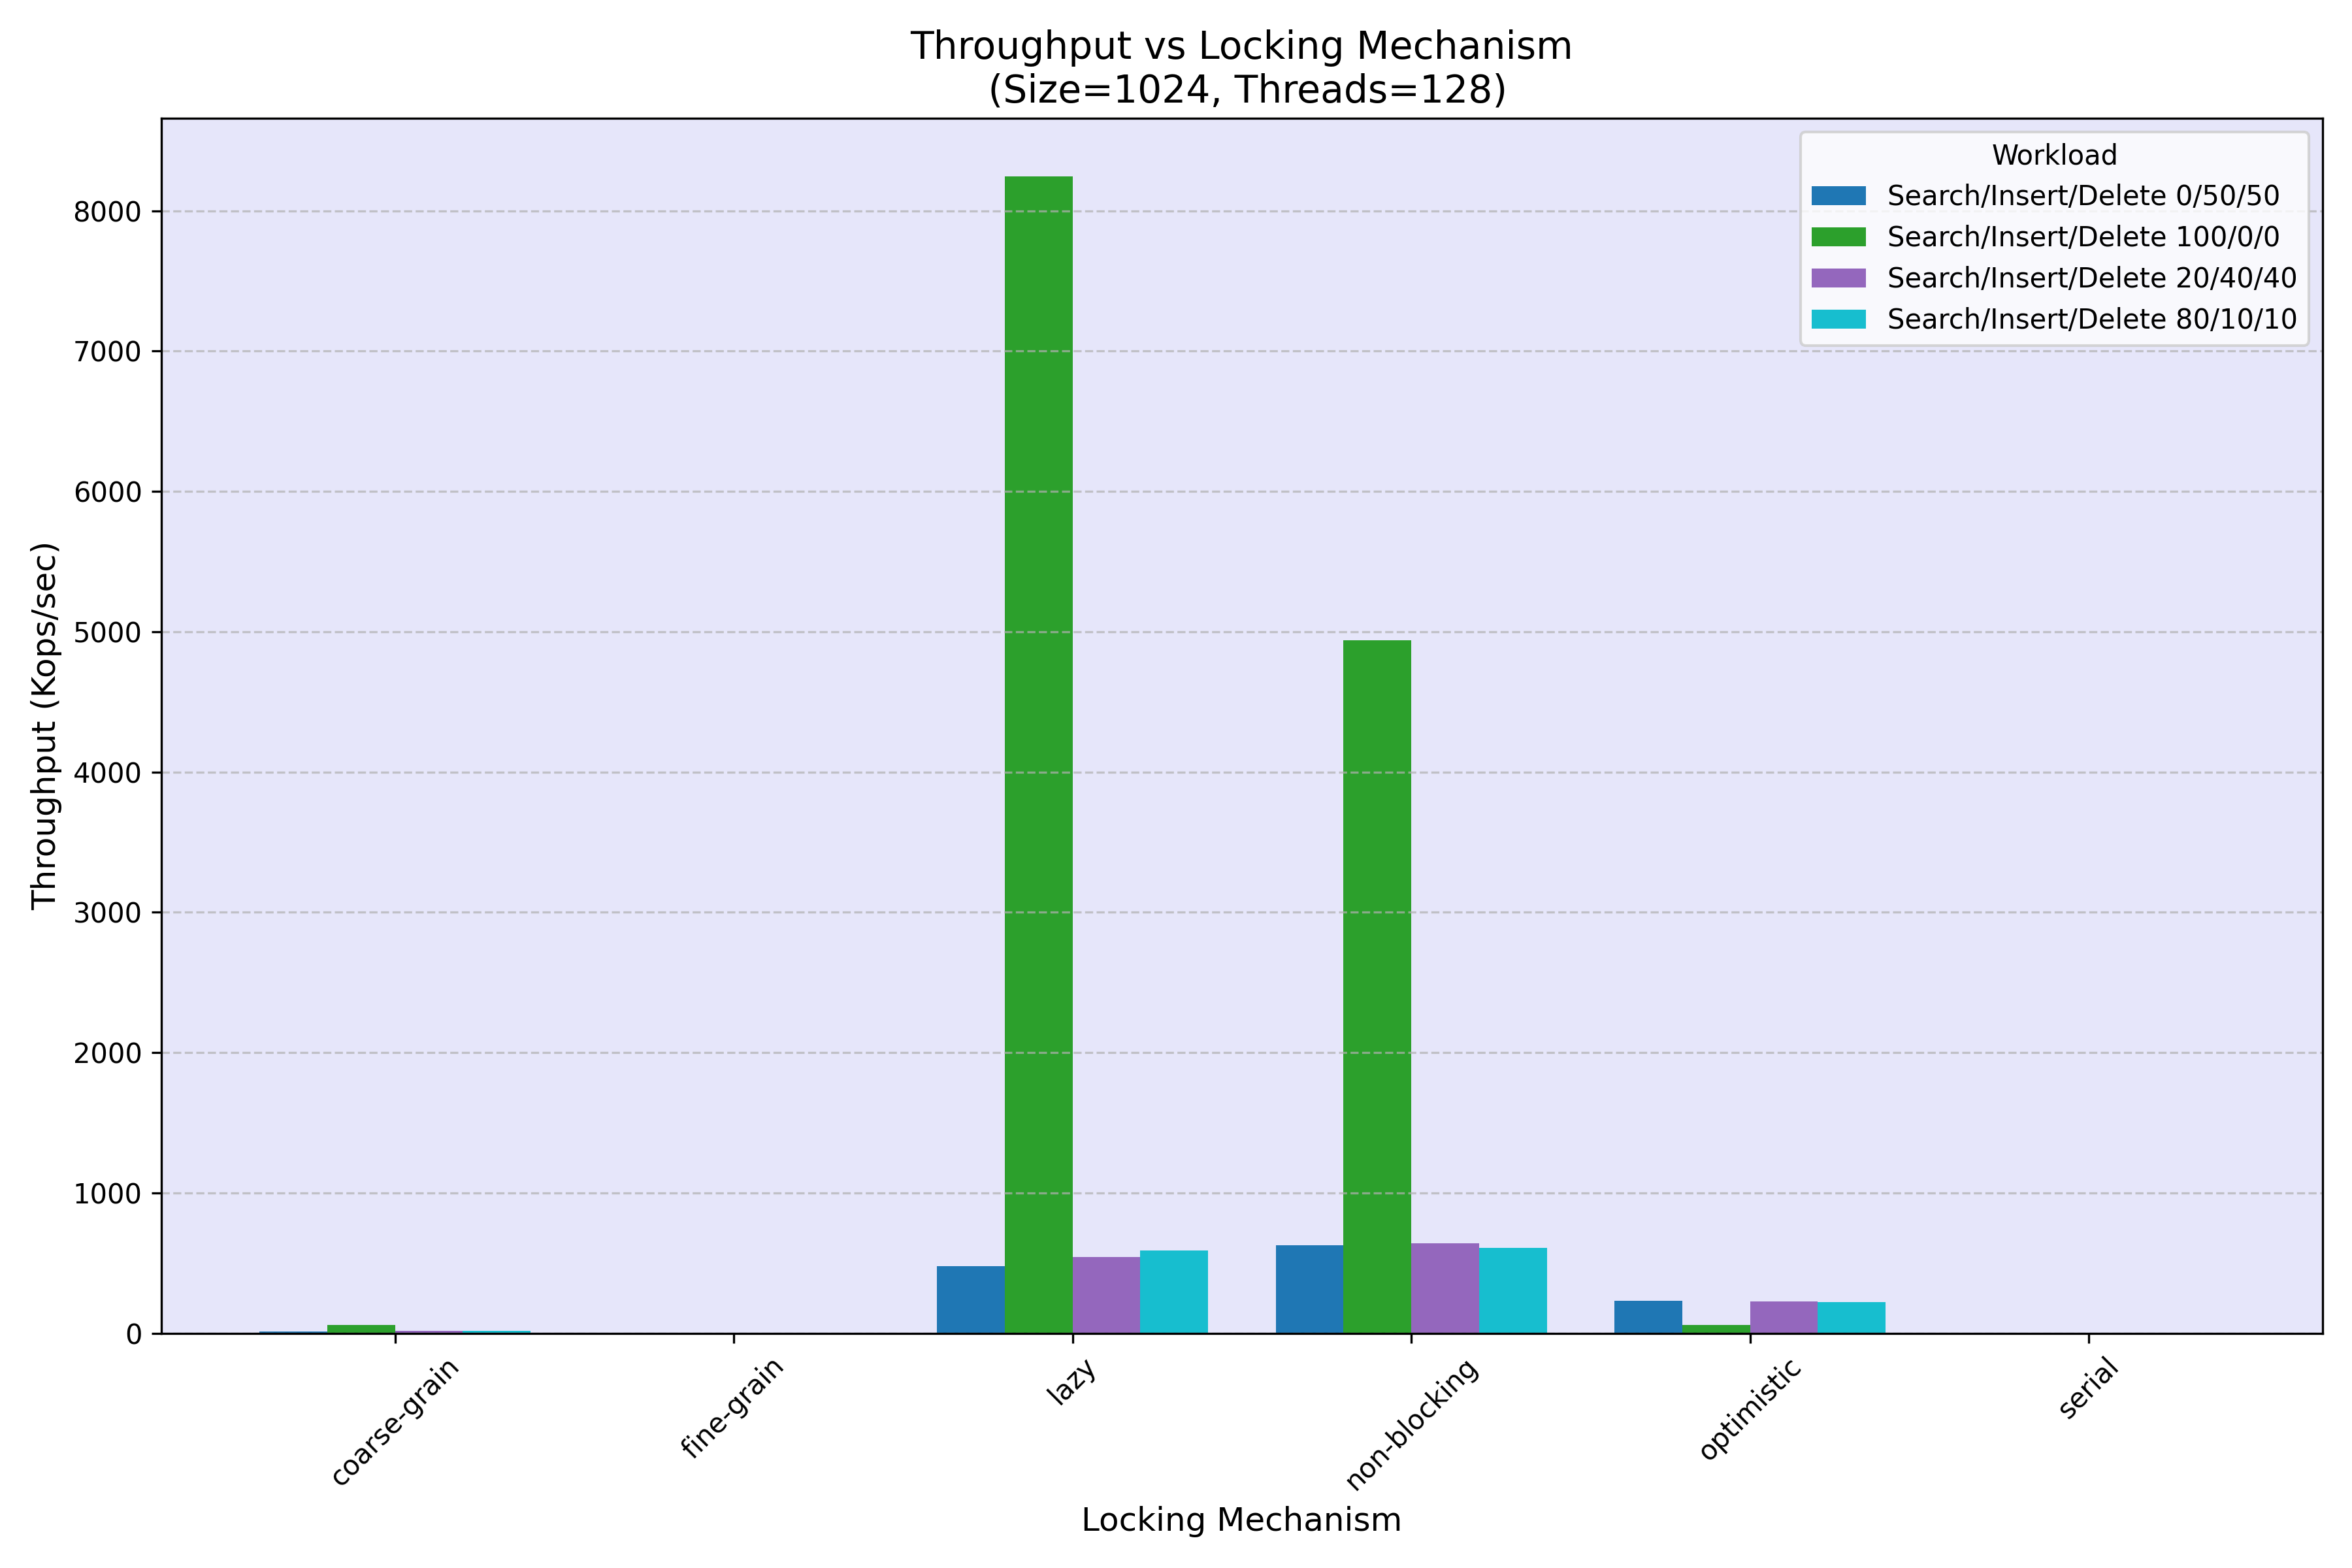 Throughput vs Locking Mechanism
(Size=1024, Threads=128)
Workload
Search/Insert/Delete 0/50/50
Search/Insert/Delete 100/0/0
Search/Insert/Delete 20/40/40
Search/Insert/Delete 80/10/10
Throughput (Kops/sec)
8000
7000
6000
5000
4000
3000
2000
1000
0
coarse-grain
fine-grain
lazy
non-blocking
optimistic
serial
Locking Mechanism